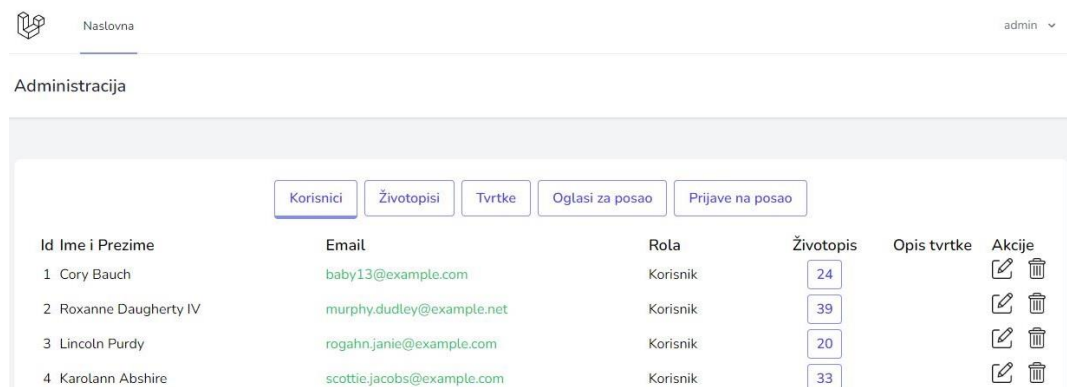 Naslovna admin
Administracija
Korisnici Životopisi Tvrtke Oglasi za posao Prijave na posao
Id Ime i Prezime Email Rola Životopis Opis tvrtke Akcije
1 Cory Bauch baby13@example.com Korisnik 24
2 Roxanne Daugherty IV murphy.dudley@example.net Korisnik 39
3 Lincoln Purdy rogahn.janie@example.com Korisnik 20
4 Karolann Abshire scottie.jacobs@example.com Korisnik 33